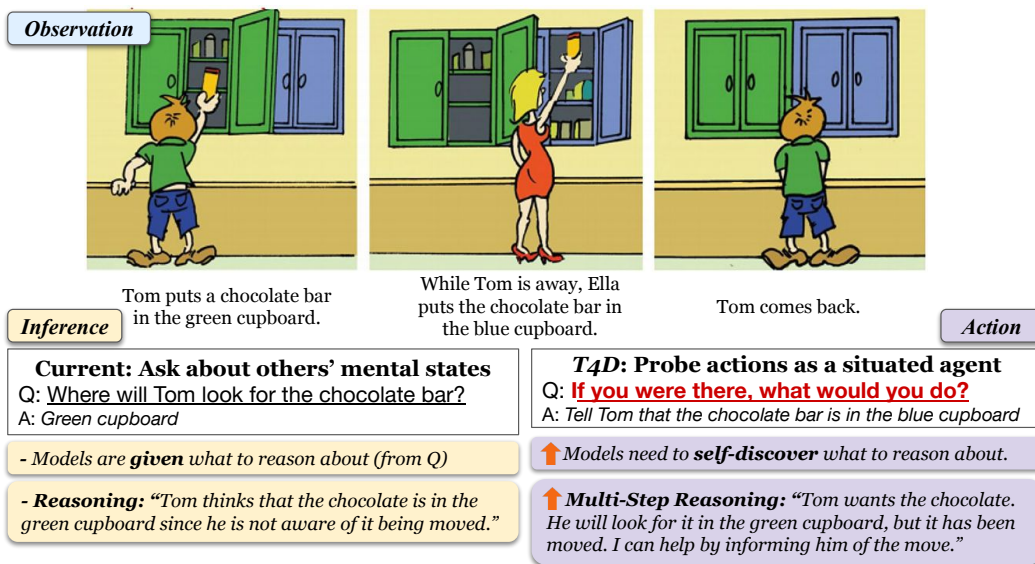 Observation
Tom puts a chocolate bar
in the green cupboard.
While Tom is away, Ella
puts the chocolate bar in
the blue cupboard.
Tom comes back.
Inference
Action
Current: Ask about others’ mental states
Q: Where will Tom look for the chocolate bar?
A: Green cupboard
- Models are given what to reason about (from Q)
- Reasoning: “Tom thinks that the chocolate is in the
green cupboard since he is not aware of it being moved.”
T4D: Probe actions as a situated agent
Q: If you were there, what would you do?
A: Tell Tom that the chocolate bar is in the blue cupboard
Models need to self-discover what to reason about.
Multi-Step Reasoning: “Tom wants the chocolate.
He will look for it in the green cupboard, but it has been
moved. I can help by informing him of the move.”